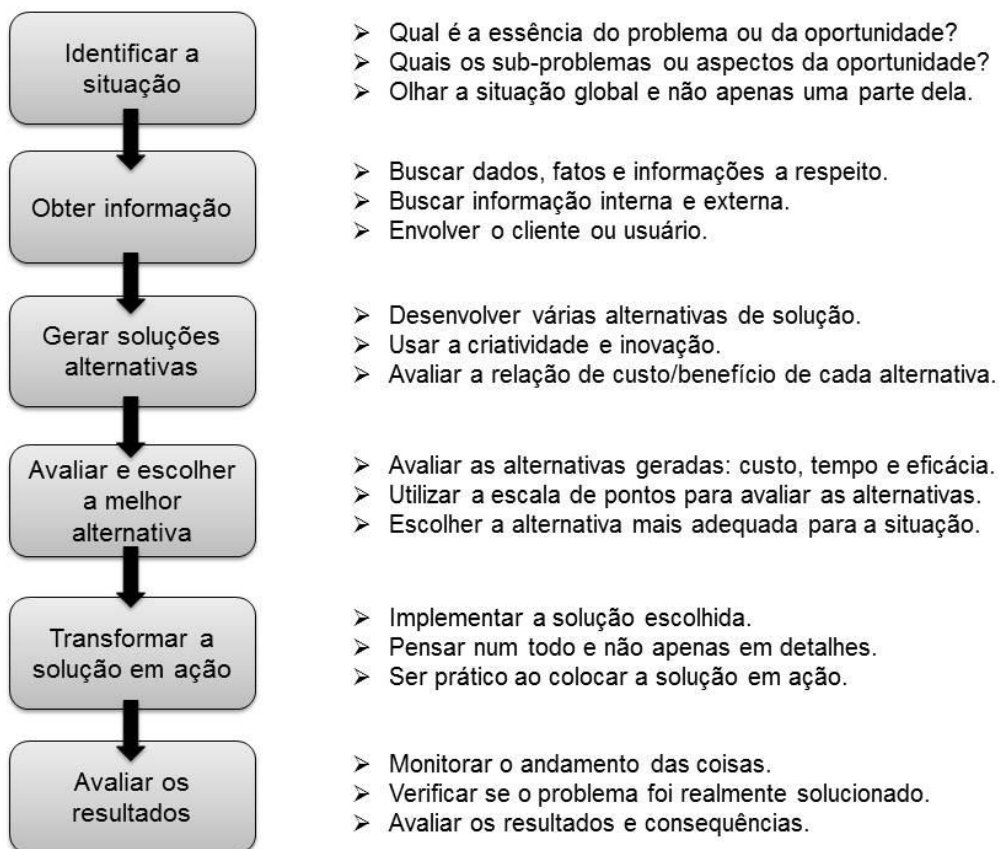 Identificar a
situação
➢ Qual é a essência do problema ou da oportunidade?
➢ Quais os sub-problemas ou aspectos da oportunidade?
➢ Olhar a situação global e não apenas uma parte dela.
Obter informação
➢ Buscar dados, fatos e informações a respeito.
➢ Buscar informação interna e externa.
➢ Envolver o cliente ou usuário.
Gerar soluções
alternativas
➢ Desenvolver várias alternativas de solução.
➢ Usar a criatividade e inovação.
➢ Avaliar a relação de custo/benefício de cada alternativa.
Avaliar e escolher
a melhor
alternativa
➢ Avaliar as alternativas geradas: custo, tempo e eficácia.
➢ Utilizar a escala de pontos para avaliar as alternativas.
➢ Escolher a alternativa mais adequada para a situação.
Transformar a
solução em ação
➢ Implementar a solução escolhida.
➢ Pensar num todo e não apenas em detalhes.
➢ Ser prático ao colocar a solução em ação.
Avaliar os
resultados
➢ Monitorar o andamento das coisas.
➢ Verificar se o problema foi realmente solucionado.
➢ Avaliar os resultados e consequências.